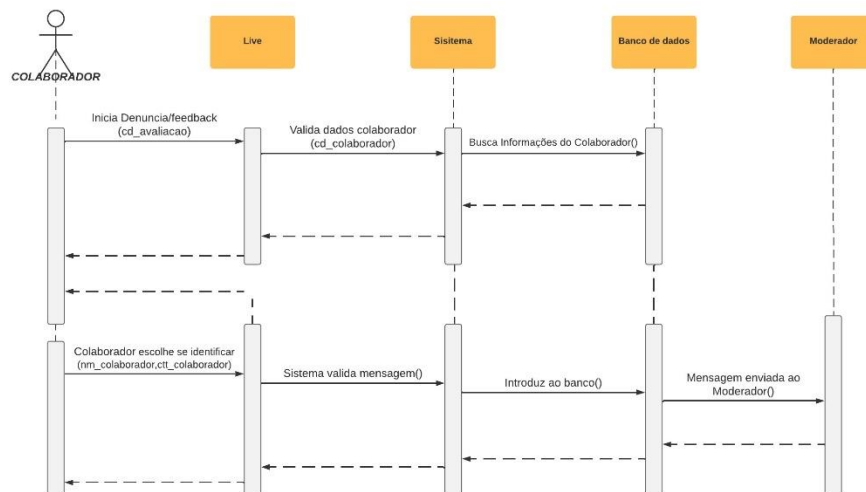 Live
Sisitema
Banco de dados
Moderador
COLABORADOR
Inicia Denuncia/feedback
(cd_avaliacao)
Valida dados colaborador
(cd_colaborador)
Busca Informações do Colaborador()
Colaborador escolhe se identificar
(nm_colaborador,ctt_colaborador)
Sistema valida mensagem()
Introduz ao banco()
Mensagem enviada ao
Moderador()